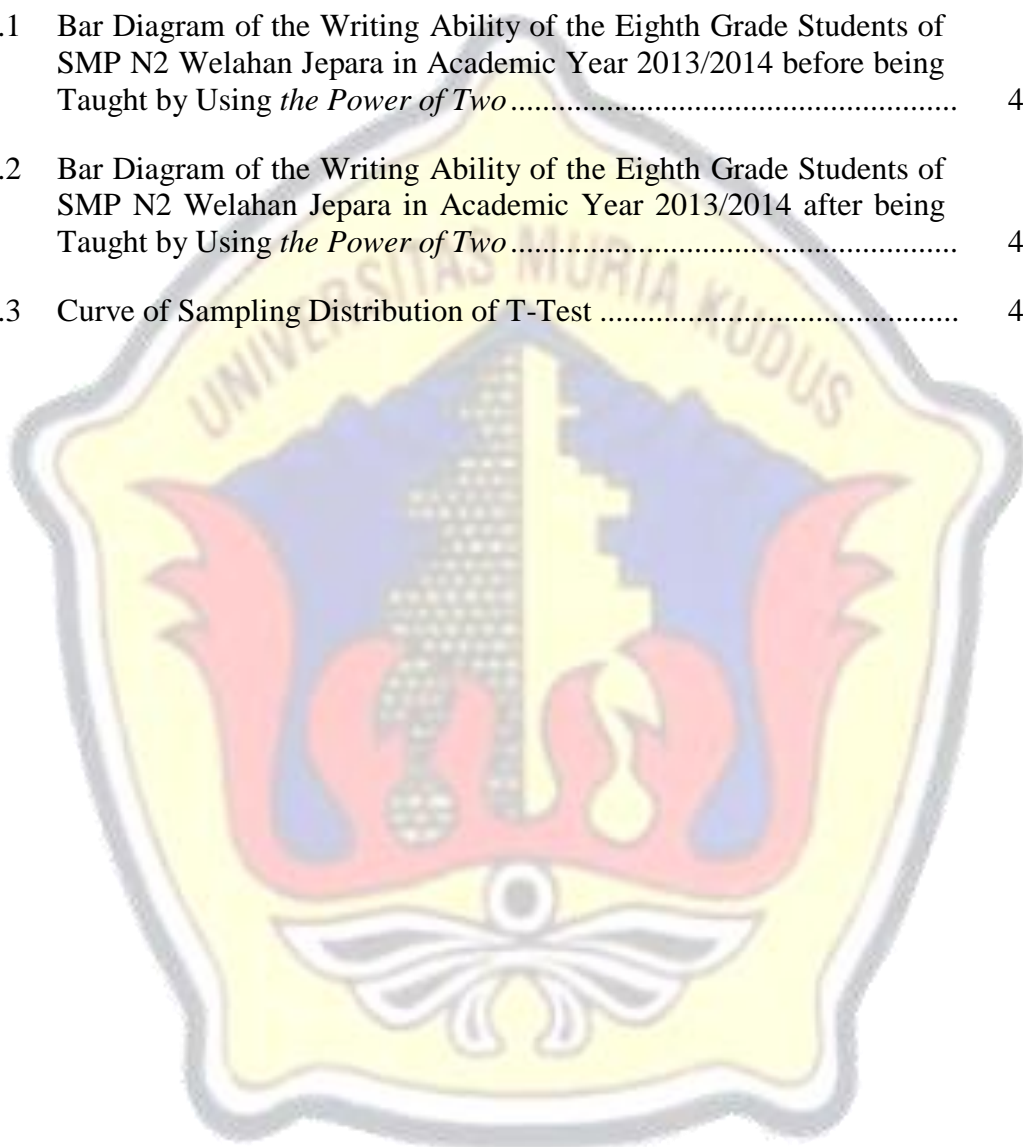 .1 Bar Diagram of the Writing Ability of the Eighth Grade Students of
SMP N2 Welahan Jepara in Academic Year 2013/2014 before being
Taught by Using the Power of Two ...................................................... 4
.2 Bar Diagram of the Writing Ability of the Eighth Grade Students of
SMP N2 Welahan Jepara in Academic Year 2013/2014 after being
Taught by Using the Power of Two ...................................................... 4
.3 Curve of Sampling Distribution of T-Test ........................................... 4
UNIVERSITAS MURIA KUDUS